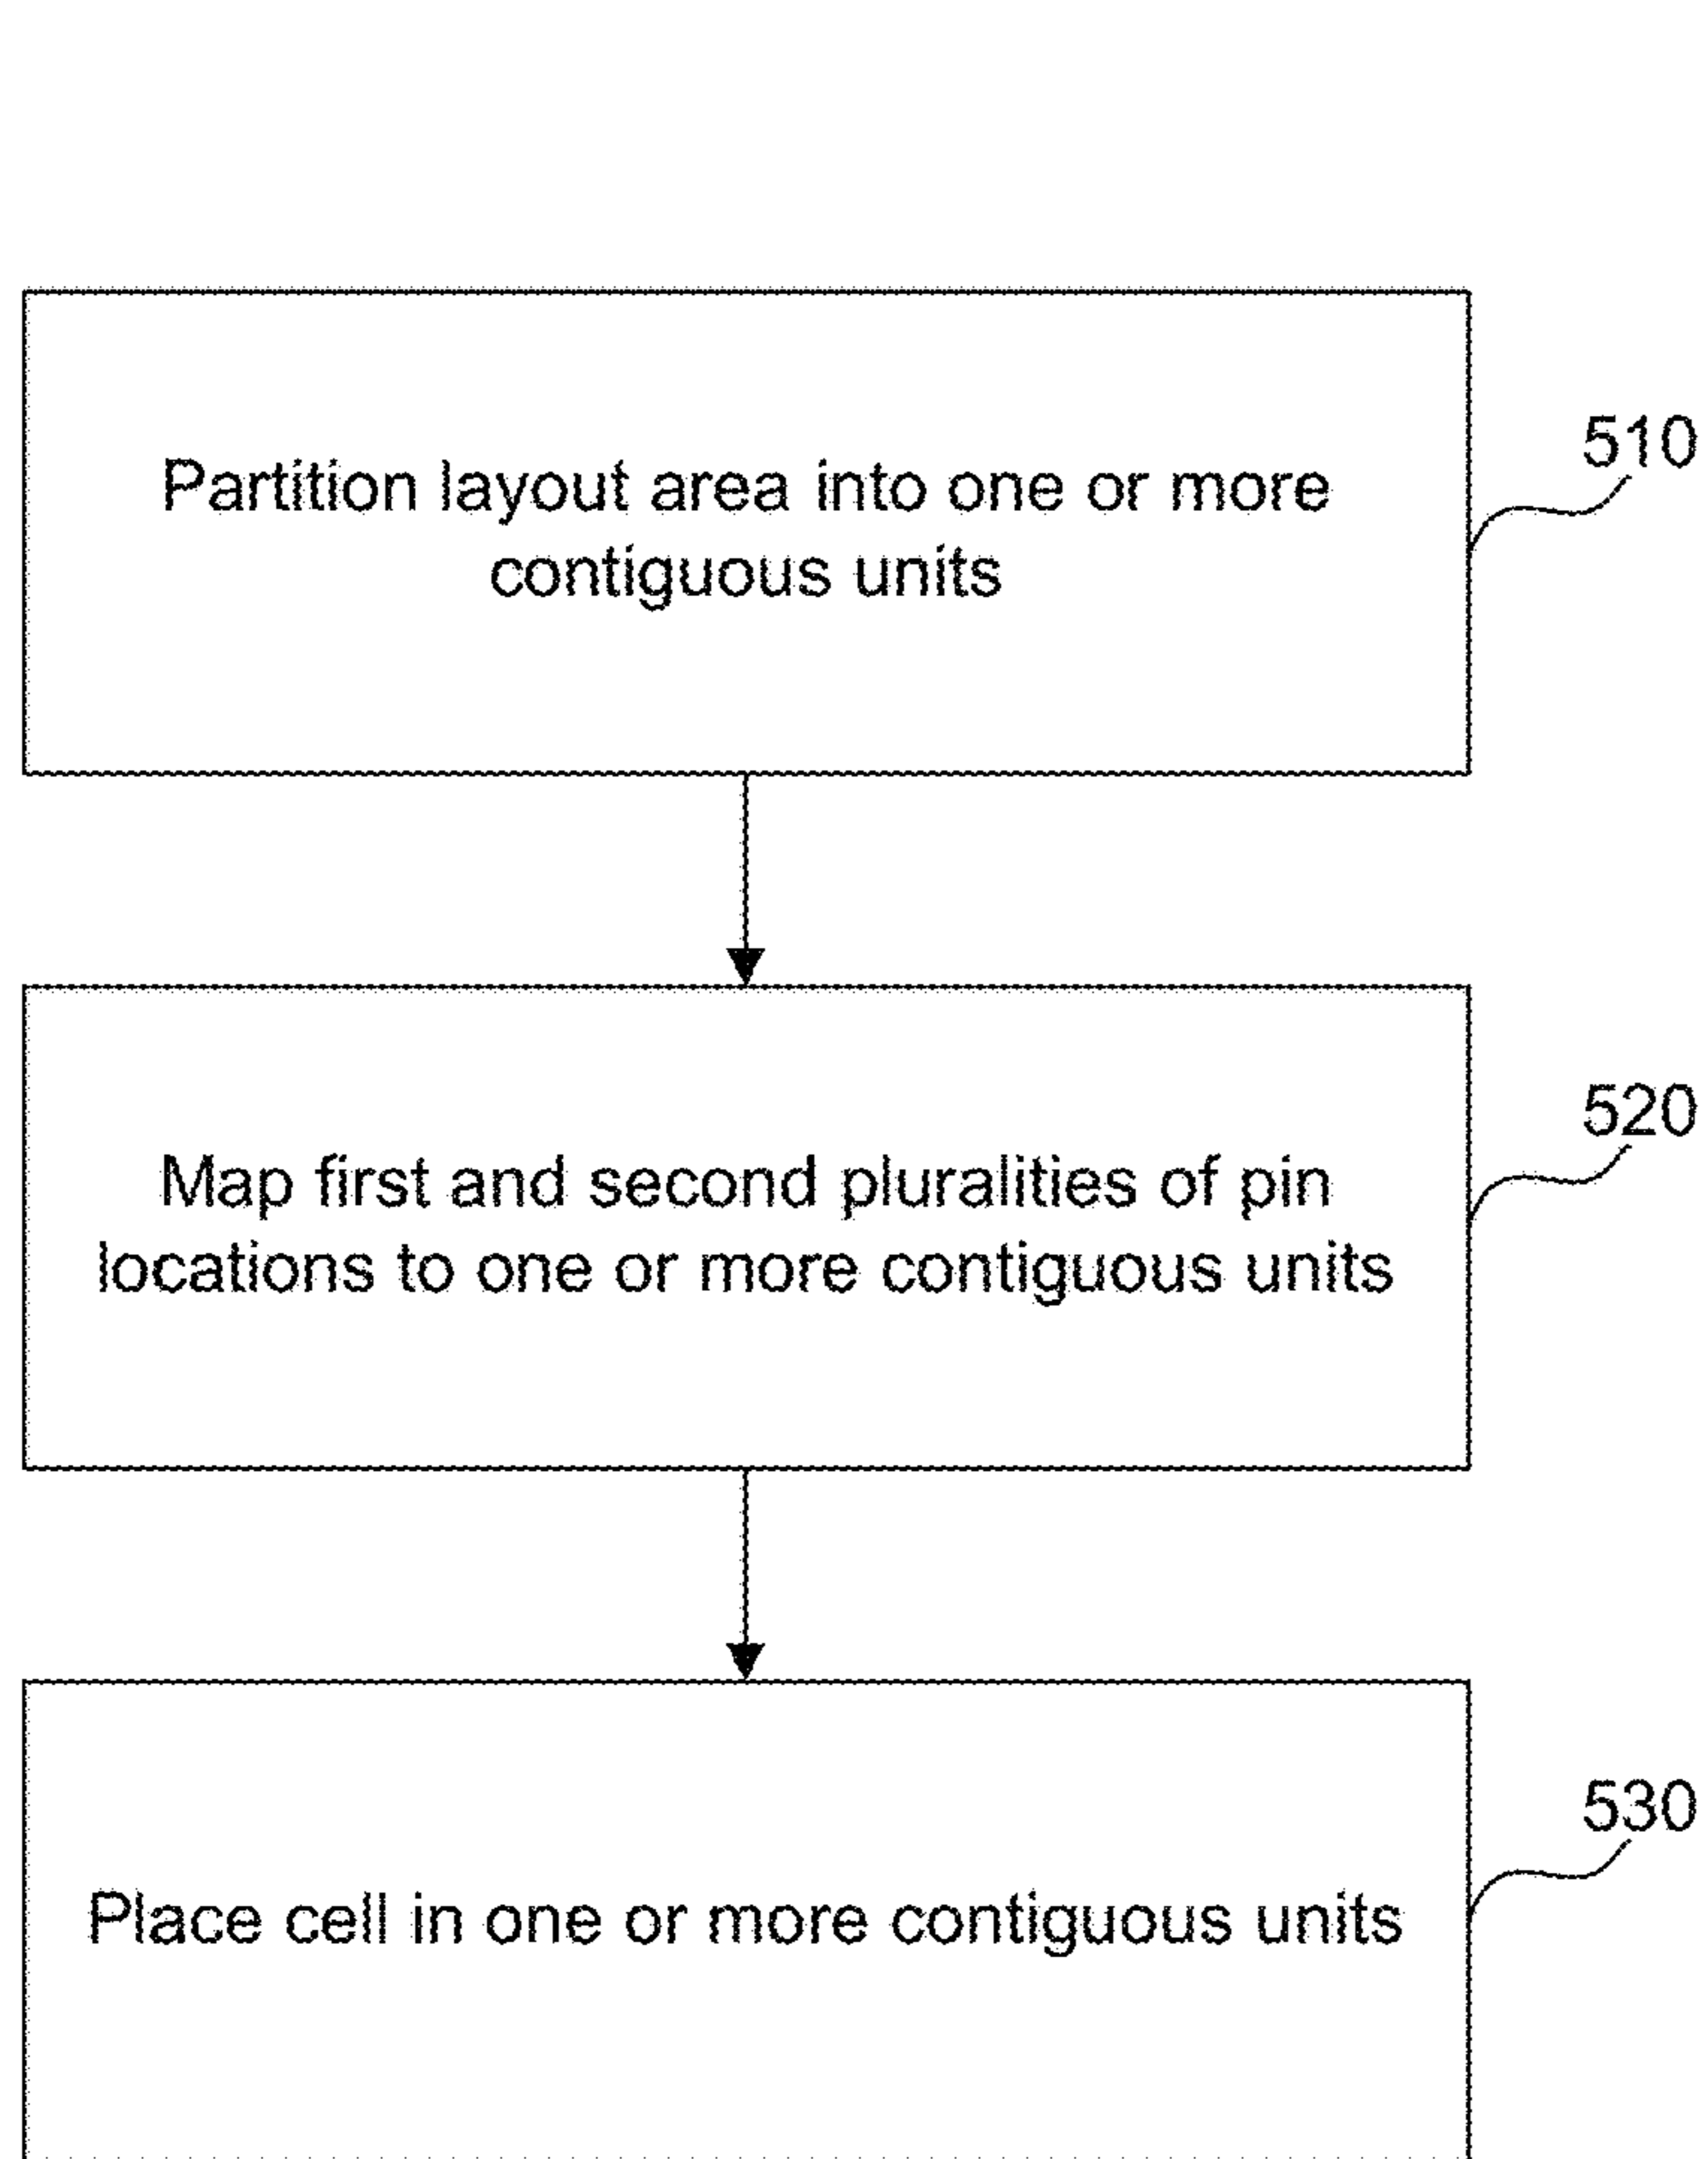 Partition layout area into one or more
contiguous units
510
Map first and second pluralities of pin
locations to one or more contiguous units
520
Place cell in one or more contiguous units
530